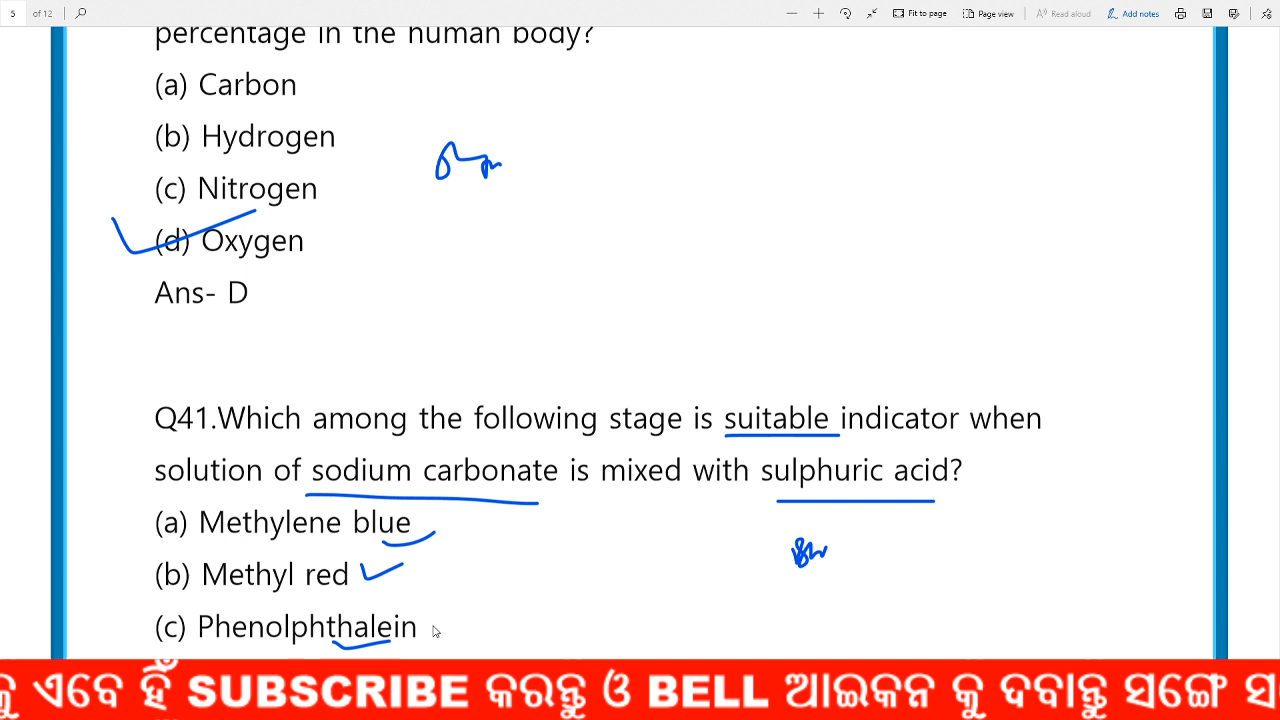 5 of 12
Fit to page
Page view
Read aloud
Add notes
percentage in the human body?
(a) Carbon
(b) Hydrogen
(c) Nitrogen
(d) Oxygen
Ans- D
Q41.Which among the following stage is suitable indicator when
solution of sodium carbonate is mixed with sulphuric acid?
(a) Methylene blue
(b) Methyl red
(c) Phenolphthalein
ଏବେ ହିଁ SUBSCRIBE କରନ୍ତୁ ଓ BELL ଆଇକନ କୁ ଦବାନ୍ତୁ ସଙ୍ଗେ